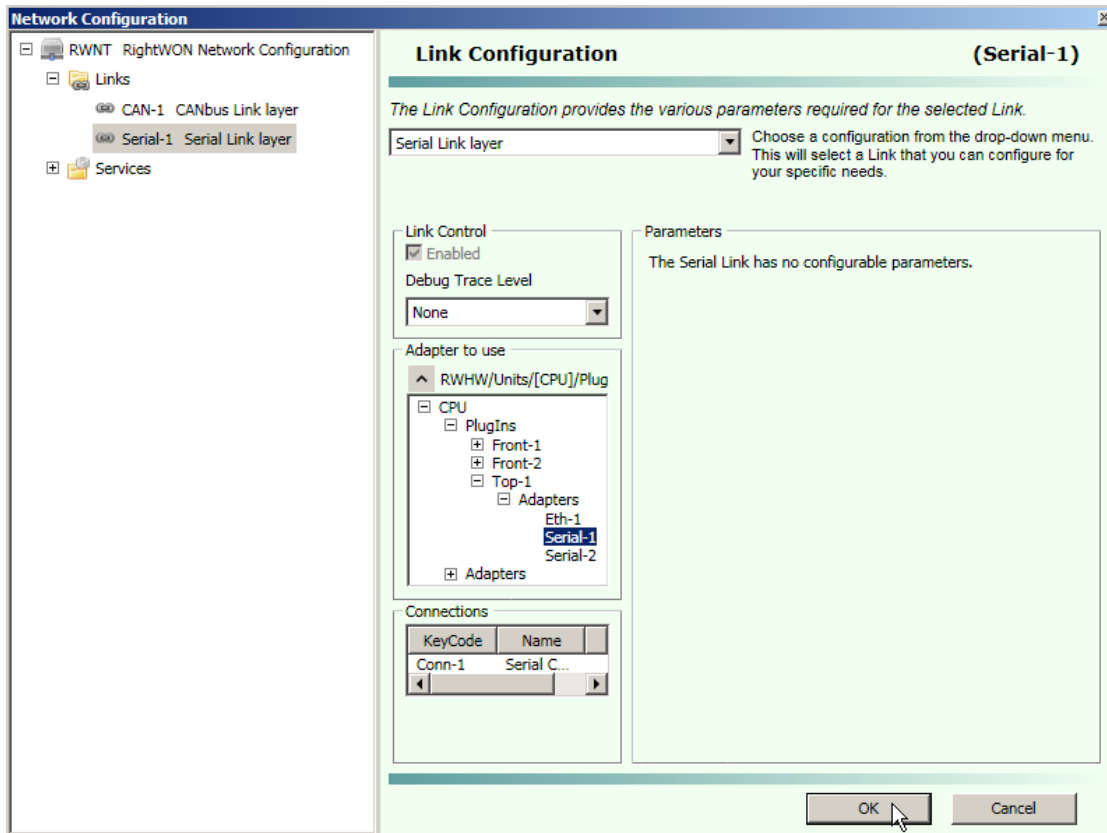 Network Configuration
RWNT RightWON Network Configuration
Links
CAN-1 CANbus Link layer
Serial-1 Serial Link layer
Services
Link Configuration (Serial-1)
The Link Configuration provides the various parameters required for the selected Link.
Serial Link layer
Choose a configuration from the drop-down menu.
This will select a Link that you can configure for
your specific needs.
Link Control
Enabled
Debug Trace Level
None
Adapter to use
RWHW/Units/[CPU]/Plug
CPU
PlugIns
Front-1
Front-2
Top-1
Adapters
Eth-1
Serial-1
Serial-2
Adapters
Connections
KeyCode Name
Conn-1 Serial C...
Parameters
The Serial Link has no configurable parameters.
OK Cancel